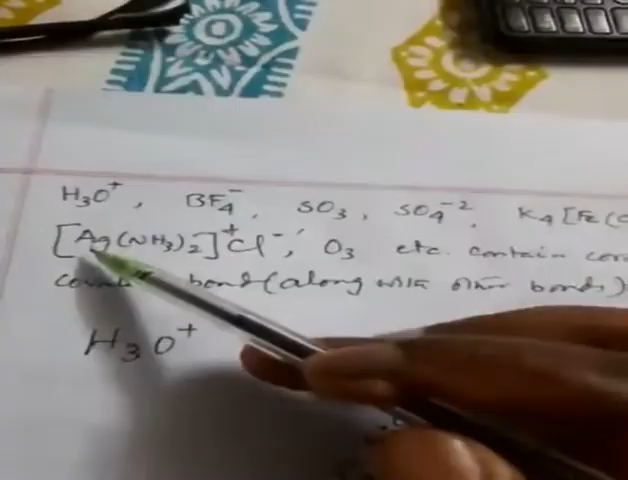 H₃O⁺, BF₄⁻, SO₃, SO₄⁻², K₄[Fe(C
[Ag(NH₃)₂]⁺Cl⁻, O₃ etc. contain
bond (along with other bonds)
H₃O⁺